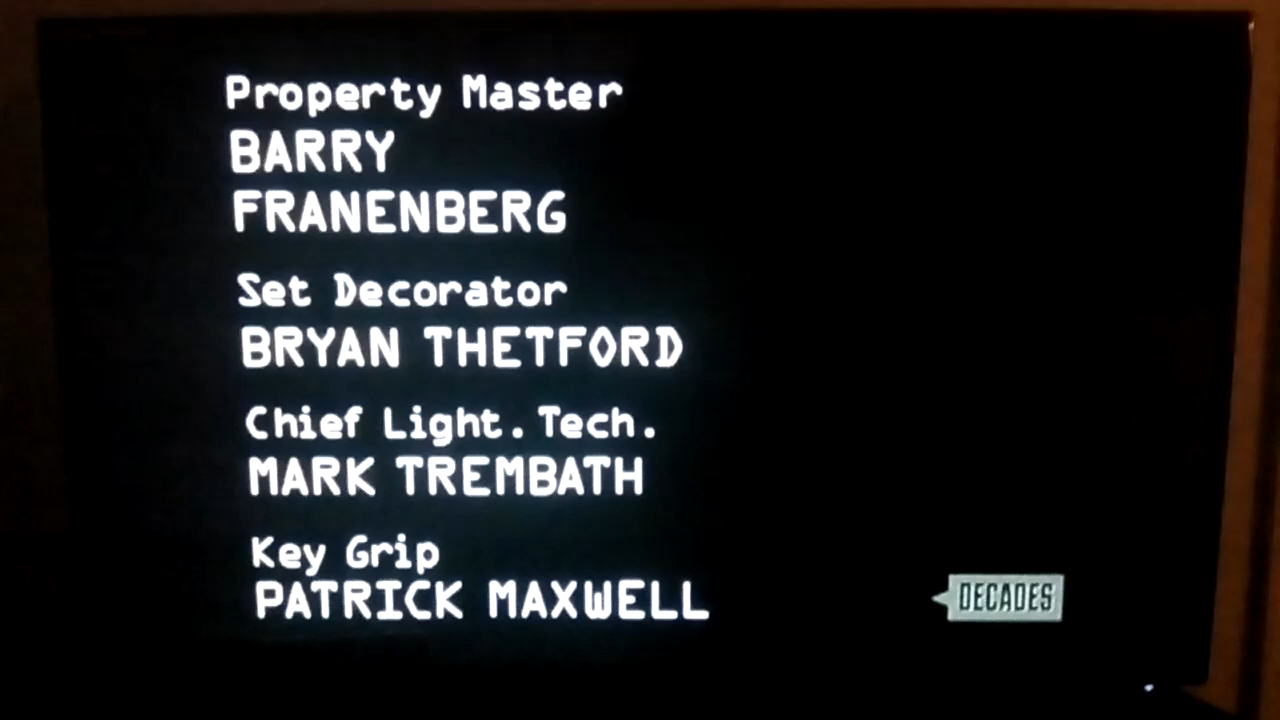 Property Master
BARRY
FRANENBERG
Set Decorator
BRYAN THETFORD
Chief Light. Tech.
MARK TREMBATH
Key Grip
PATRICK MAXWELL
DECADES